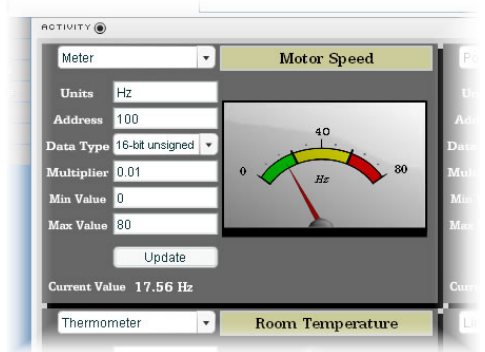 ACTIVITY
Meter
Motor Speed
Units Hz
Address 100
Data Type 16-bit unsigned
Multiplier 0.01
Min Value 0
Max Value 80
Update
Current Value 17.56 Hz
0 40 80
Hz
Thermometer
Room Temperature